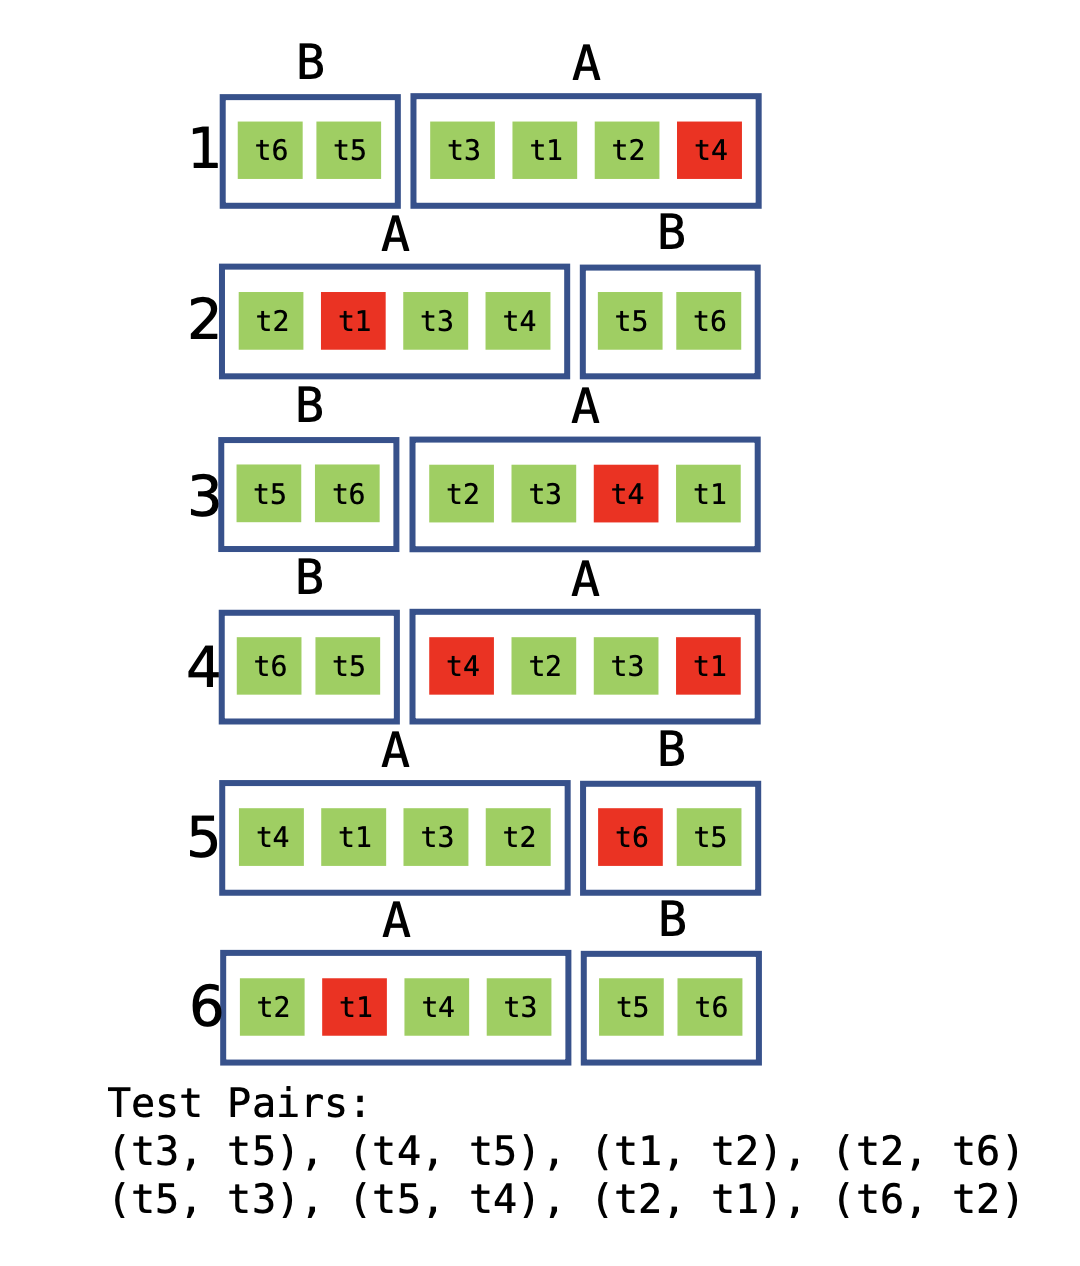 B A
1 t6 t5 t3 t1 t2 t4
A B
2 t2 t1 t3 t4 t5 t6
B A
3 t5 t6 t2 t3 t4 t1
B A
4 t6 t5 t4 t2 t3 t1
A B
5 t4 t1 t3 t2 t6 t5
A B
6 t2 t1 t4 t3 t5 t6
Test Pairs:
(t3, t5), (t4, t5), (t1, t2), (t2, t6)
(t5, t3), (t5, t4), (t2, t1), (t6, t2)